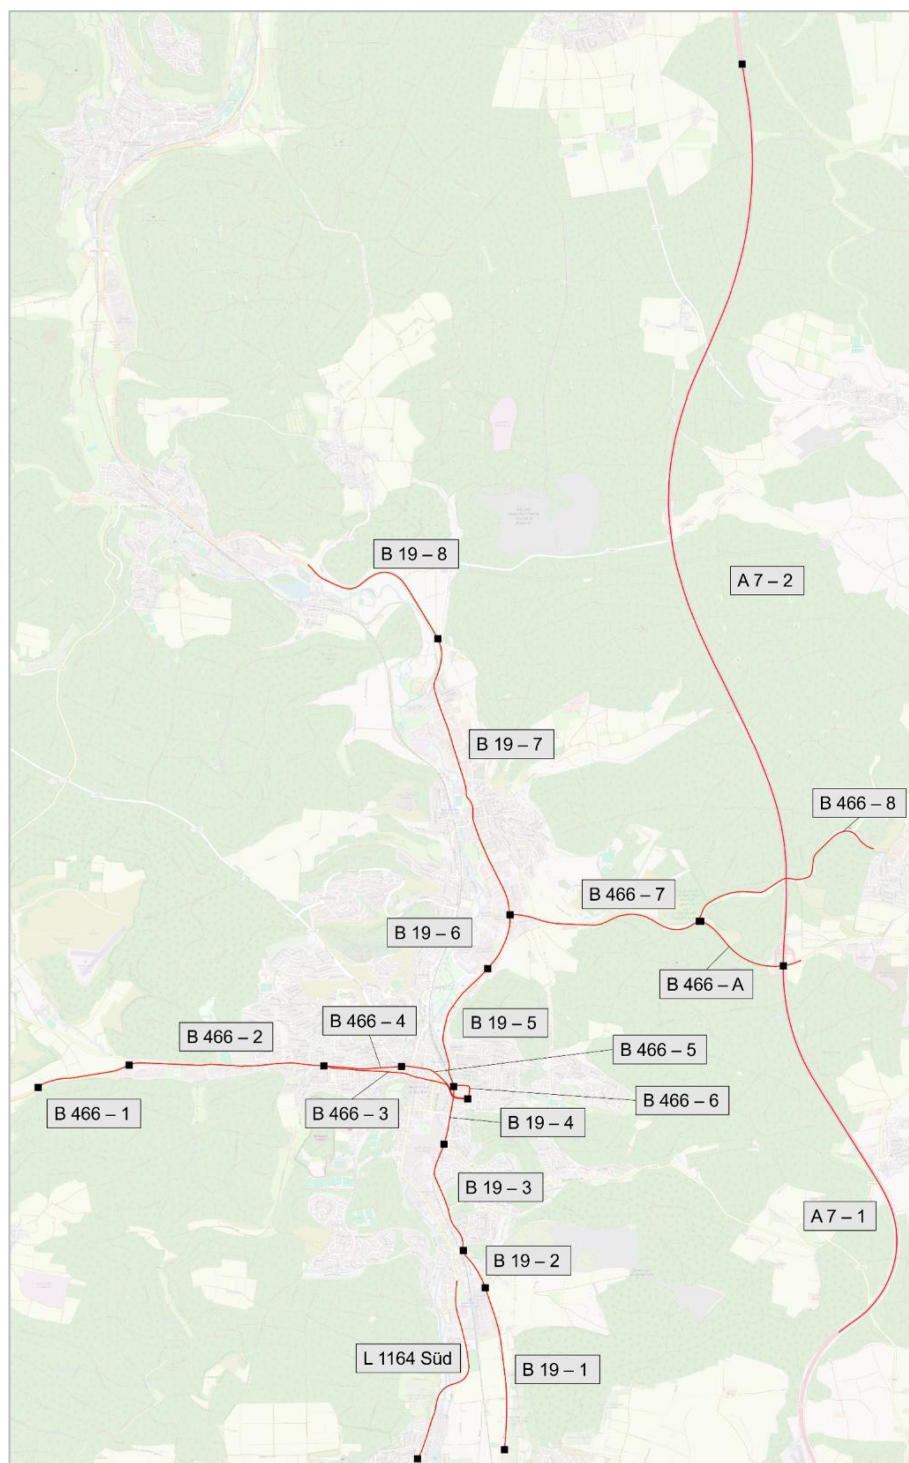 B 19 – 8
A 7 – 2
B 19 – 7
B 466 – 8
B 466 – 7
B 19 – 6
B 466 – A
B 19 – 5
B 466 – 4
B 466 – 2
B 466 – 5
B 466 – 1
B 466 – 3
B 466 – 6
B 19 – 4
B 19 – 3
A 7 – 1
B 19 – 2
L 1164 Süd
B 19 – 1